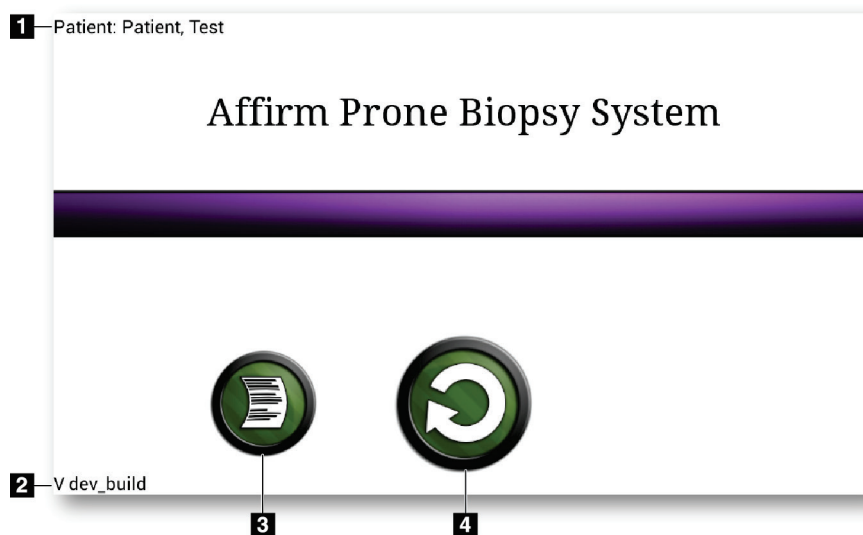 1 Patient: Patient, Test
Affirm Prone Biopsy System
2 V dev_build
3 4